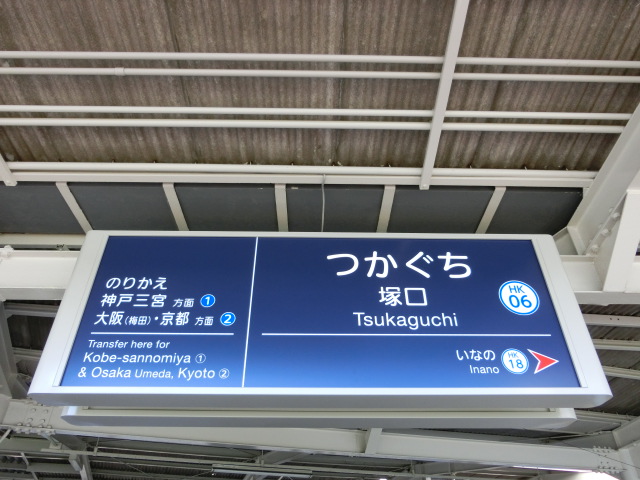 のりかえ
神戸三宮 方面 1
大阪(梅田)・京都 方面 2
Transfer here for
Kobe-sannomiya ①
& Osaka Umeda, Kyoto ②
つかぐち
塚口
Tsukaguchi
HK
06
いなの
Inano
HK
18